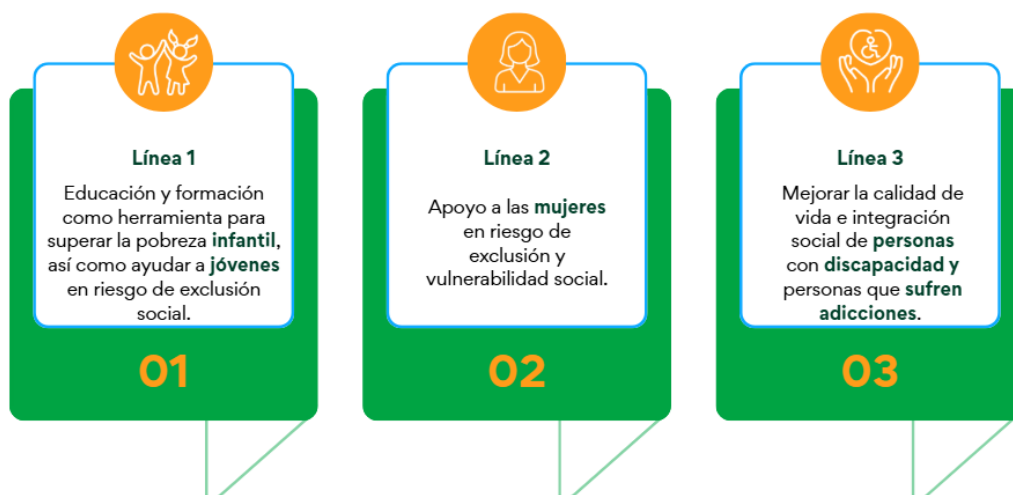 Línea 1
Educación y formación
como herramienta para
superar la pobreza infantil,
así como ayudar a jóvenes
en riesgo de exclusión
social.
01
Línea 2
Apoyo a las mujeres
en riesgo de
exclusión y
vulnerabilidad social.
02
Línea 3
Mejorar la calidad de
vida e integración
social de personas
con discapacidad y
personas que sufren
adicciones.
03